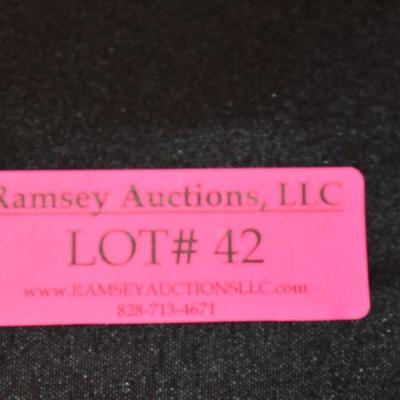 Ramsey Auctions, LLC
LOT# 42
www.RAMSEYAUCTIONSLLC.com
828-713-4671